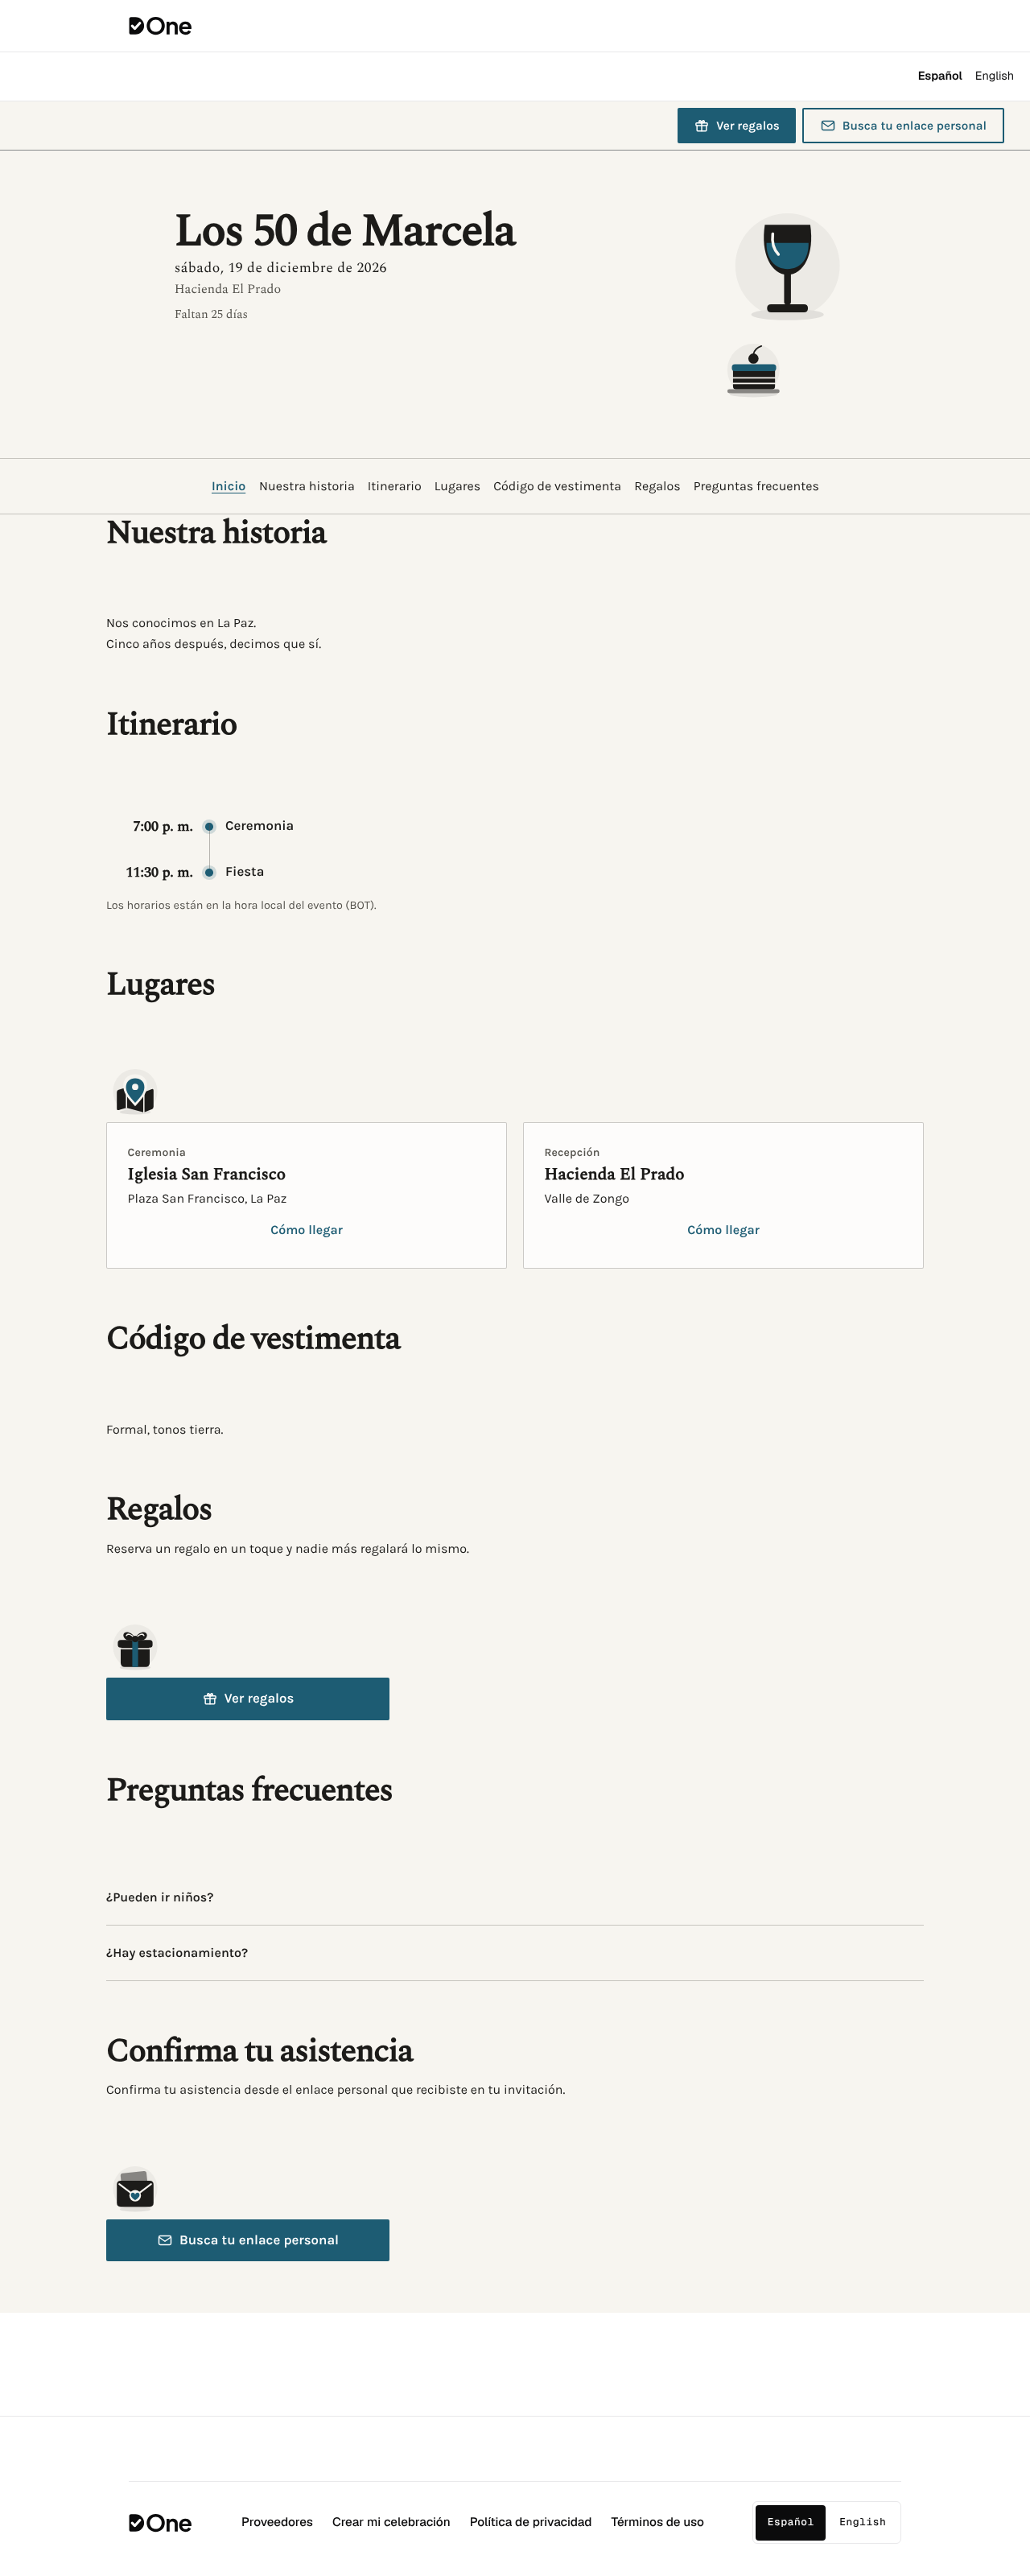 DOne
Español English
Ver regalos Busca tu enlace personal
Los 50 de Marcela
sábado, 19 de diciembre de 2026
Hacienda El Prado
Faltan 25 días
Inicio Nuestra historia Itinerario Lugares Código de vestimenta Regalos Preguntas frecuentes
Nuestra historia
Nos conocimos en La Paz.
Cinco años después, decimos que sí.
Itinerario
7:00 p. m. Ceremonia
11:30 p. m. Fiesta
Los horarios están en la hora local del evento (BOT).
Lugares
Ceremonia
Iglesia San Francisco
Plaza San Francisco, La Paz
Cómo llegar
Recepción
Hacienda El Prado
Valle de Zongo
Cómo llegar
Código de vestimenta
Formal, tonos tierra.
Regalos
Reserva un regalo en un toque y nadie más regalará lo mismo.
Ver regalos
Preguntas frecuentes
¿Pueden ir niños?
¿Hay estacionamiento?
Confirma tu asistencia
Confirma tu asistencia desde el enlace personal que recibiste en tu invitación.
Busca tu enlace personal
DOne Proveedores Crear mi celebración Política de privacidad Términos de uso Español English